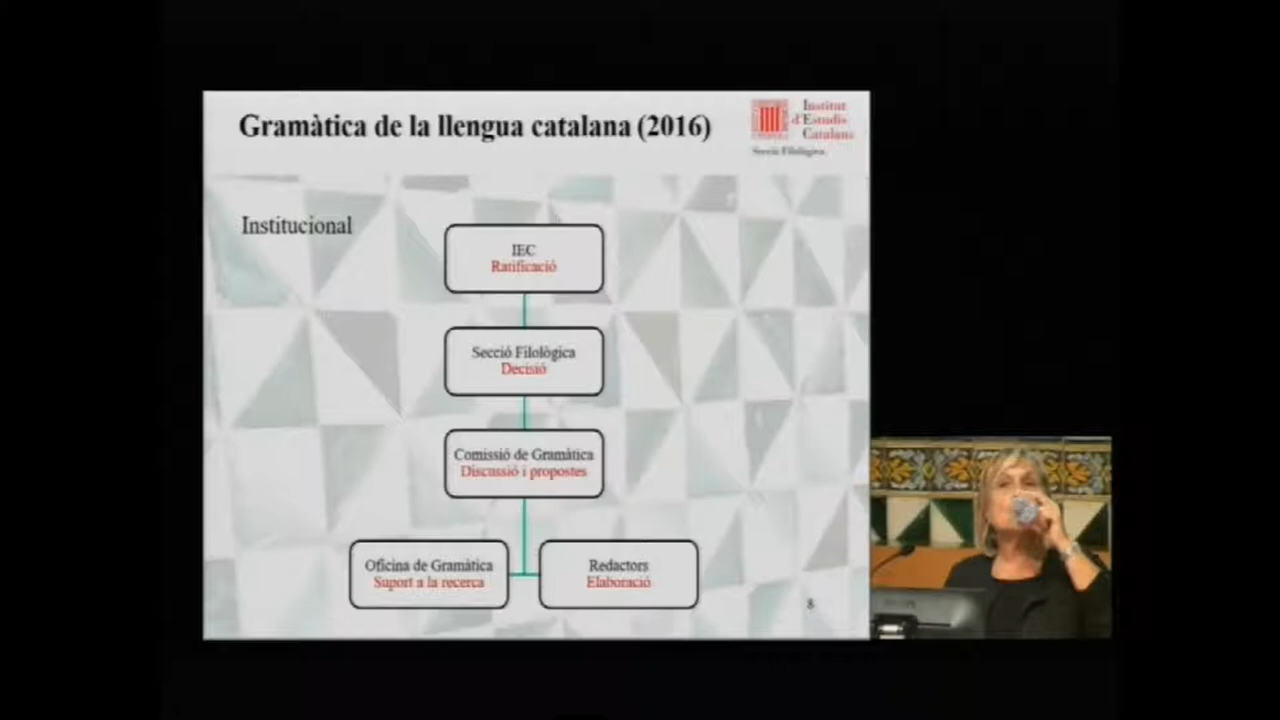 Gramàtica de la llengua catalana (2016)
Institut
d'Estudis
Catalans
Secció Filològica
Institucional
IEC
Ratificació
Secció Filològica
Decisió
Comissió de Gramàtica
Discussió i propostes
Oficina de Gramàtica
Suport a la recerca
Redactors
Elaboració
8